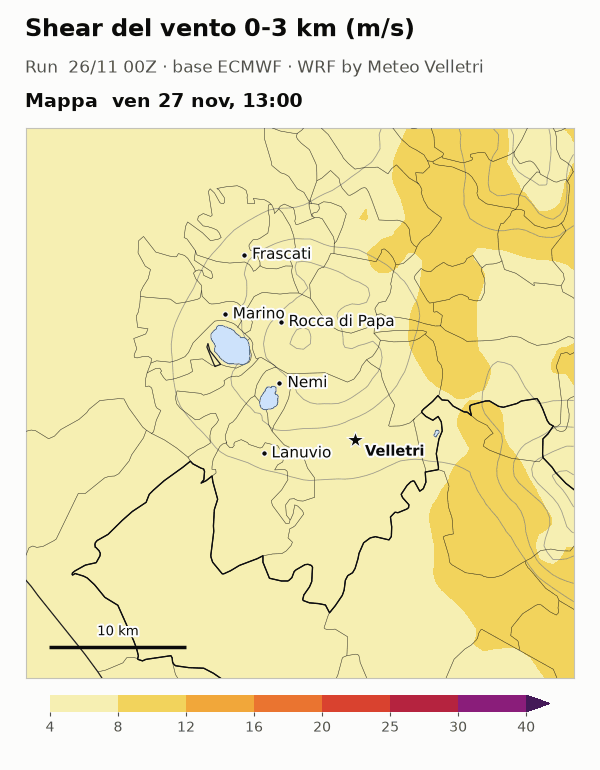 Shear del vento 0-3 km (m/s)
Run  26/11 00Z · base ECMWF · WRF by Meteo Velletri
Mappa  ven 27 nov, 13:00
Frascati
Marino
Rocca di Papa
Nemi
Velletri
Lanuvio
10 km
4 8 12 16 20 25 30 40